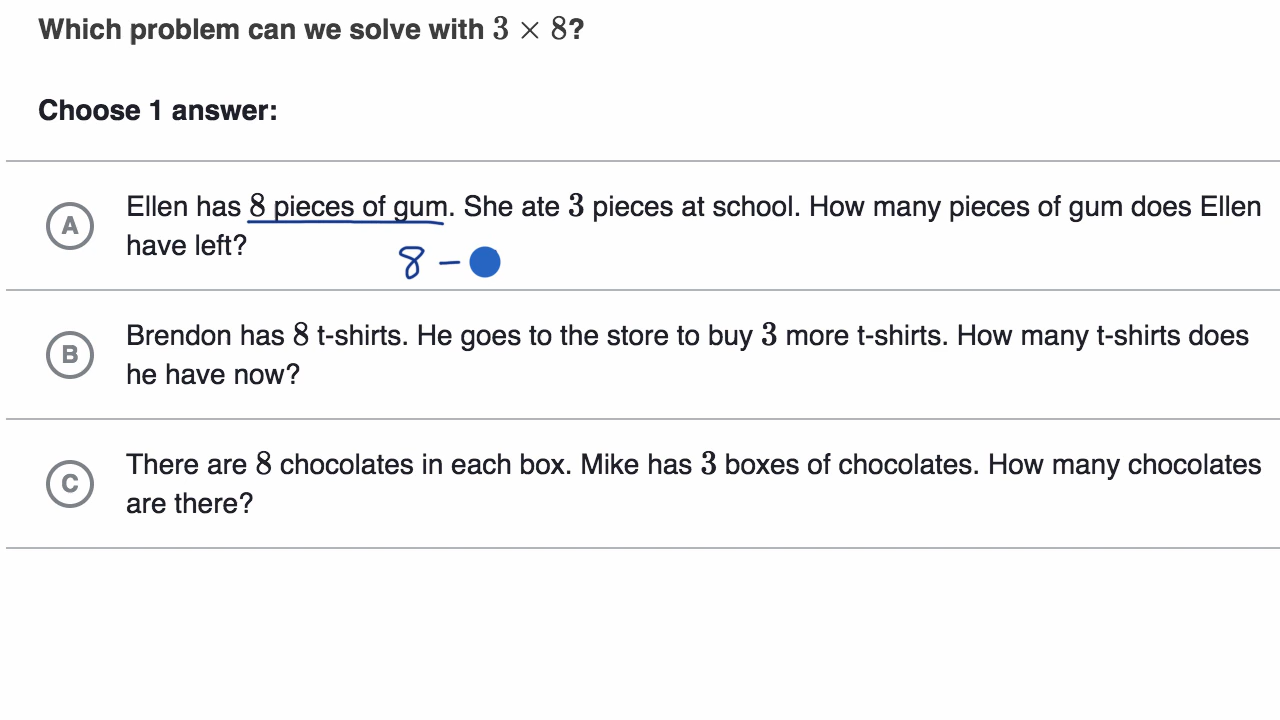 Which problem can we solve with 3 × 8?
Choose 1 answer:
A
Ellen has 8 pieces of gum. She ate 3 pieces at school. How many pieces of gum does Ellen
have left?
8 –
B
Brendon has 8 t-shirts. He goes to the store to buy 3 more t-shirts. How many t-shirts does
he have now?
C
There are 8 chocolates in each box. Mike has 3 boxes of chocolates. How many chocolates
are there?